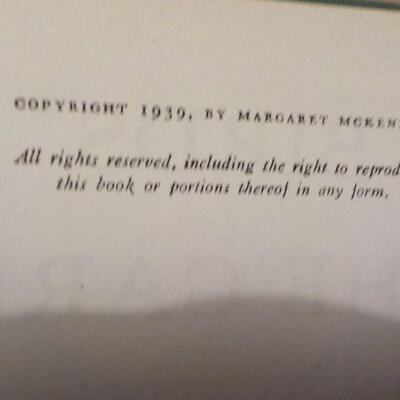 COPYRIGHT 1939, BY MARGARET MCKEN
All rights reserved, including the right to reprod
this book or portions thereof in any form.